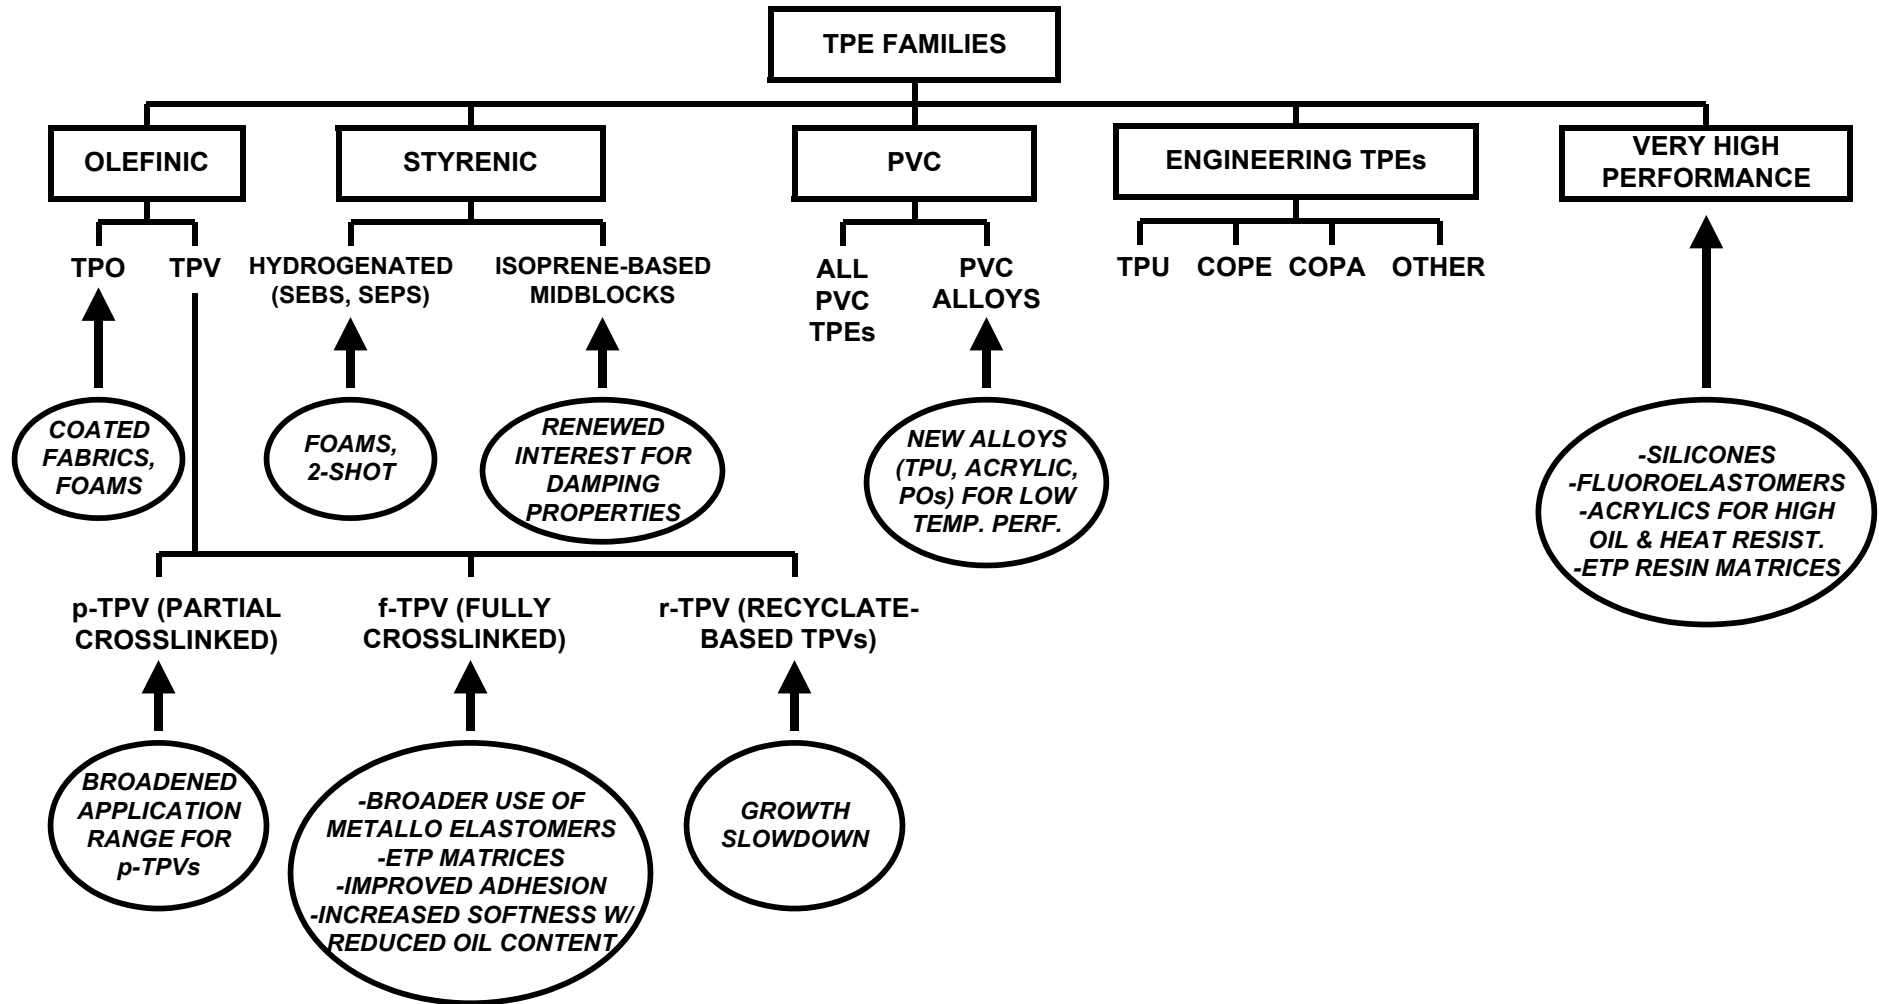 TPE FAMILIES
OLEFINIC
STYRENIC
PVC
ENGINEERING TPEs
VERY HIGH
PERFORMANCE
TPO
TPV
HYDROGENATED
(SEBS, SEPS)
ISOPRENE-BASED
MIDBLOCKS
ALL
PVC
TPEs
PVC
ALLOYS
TPU
COPE
COPA
OTHER
COATED
FABRICS,
FOAMS
FOAMS,
2-SHOT
RENEWED
INTEREST FOR
DAMPING
PROPERTIES
NEW ALLOYS
(TPU, ACRYLIC,
POs) FOR LOW
TEMP. PERF.
-SILICONES
-FLUOROELASTOMERS
-ACRYLICS FOR HIGH
OIL & HEAT RESIST.
-ETP RESIN MATRICES
p-TPV (PARTIAL
CROSSLINKED)
f-TPV (FULLY
CROSSLINKED)
r-TPV (RECYCLATE-
BASED TPVs)
BROADENED
APPLICATION
RANGE FOR
p-TPVs
-BROADER USE OF
METALLO ELASTOMERS
-ETP MATRICES
-IMPROVED ADHESION
-INCREASED SOFTNESS W/
REDUCED OIL CONTENT
GROWTH
SLOWDOWN